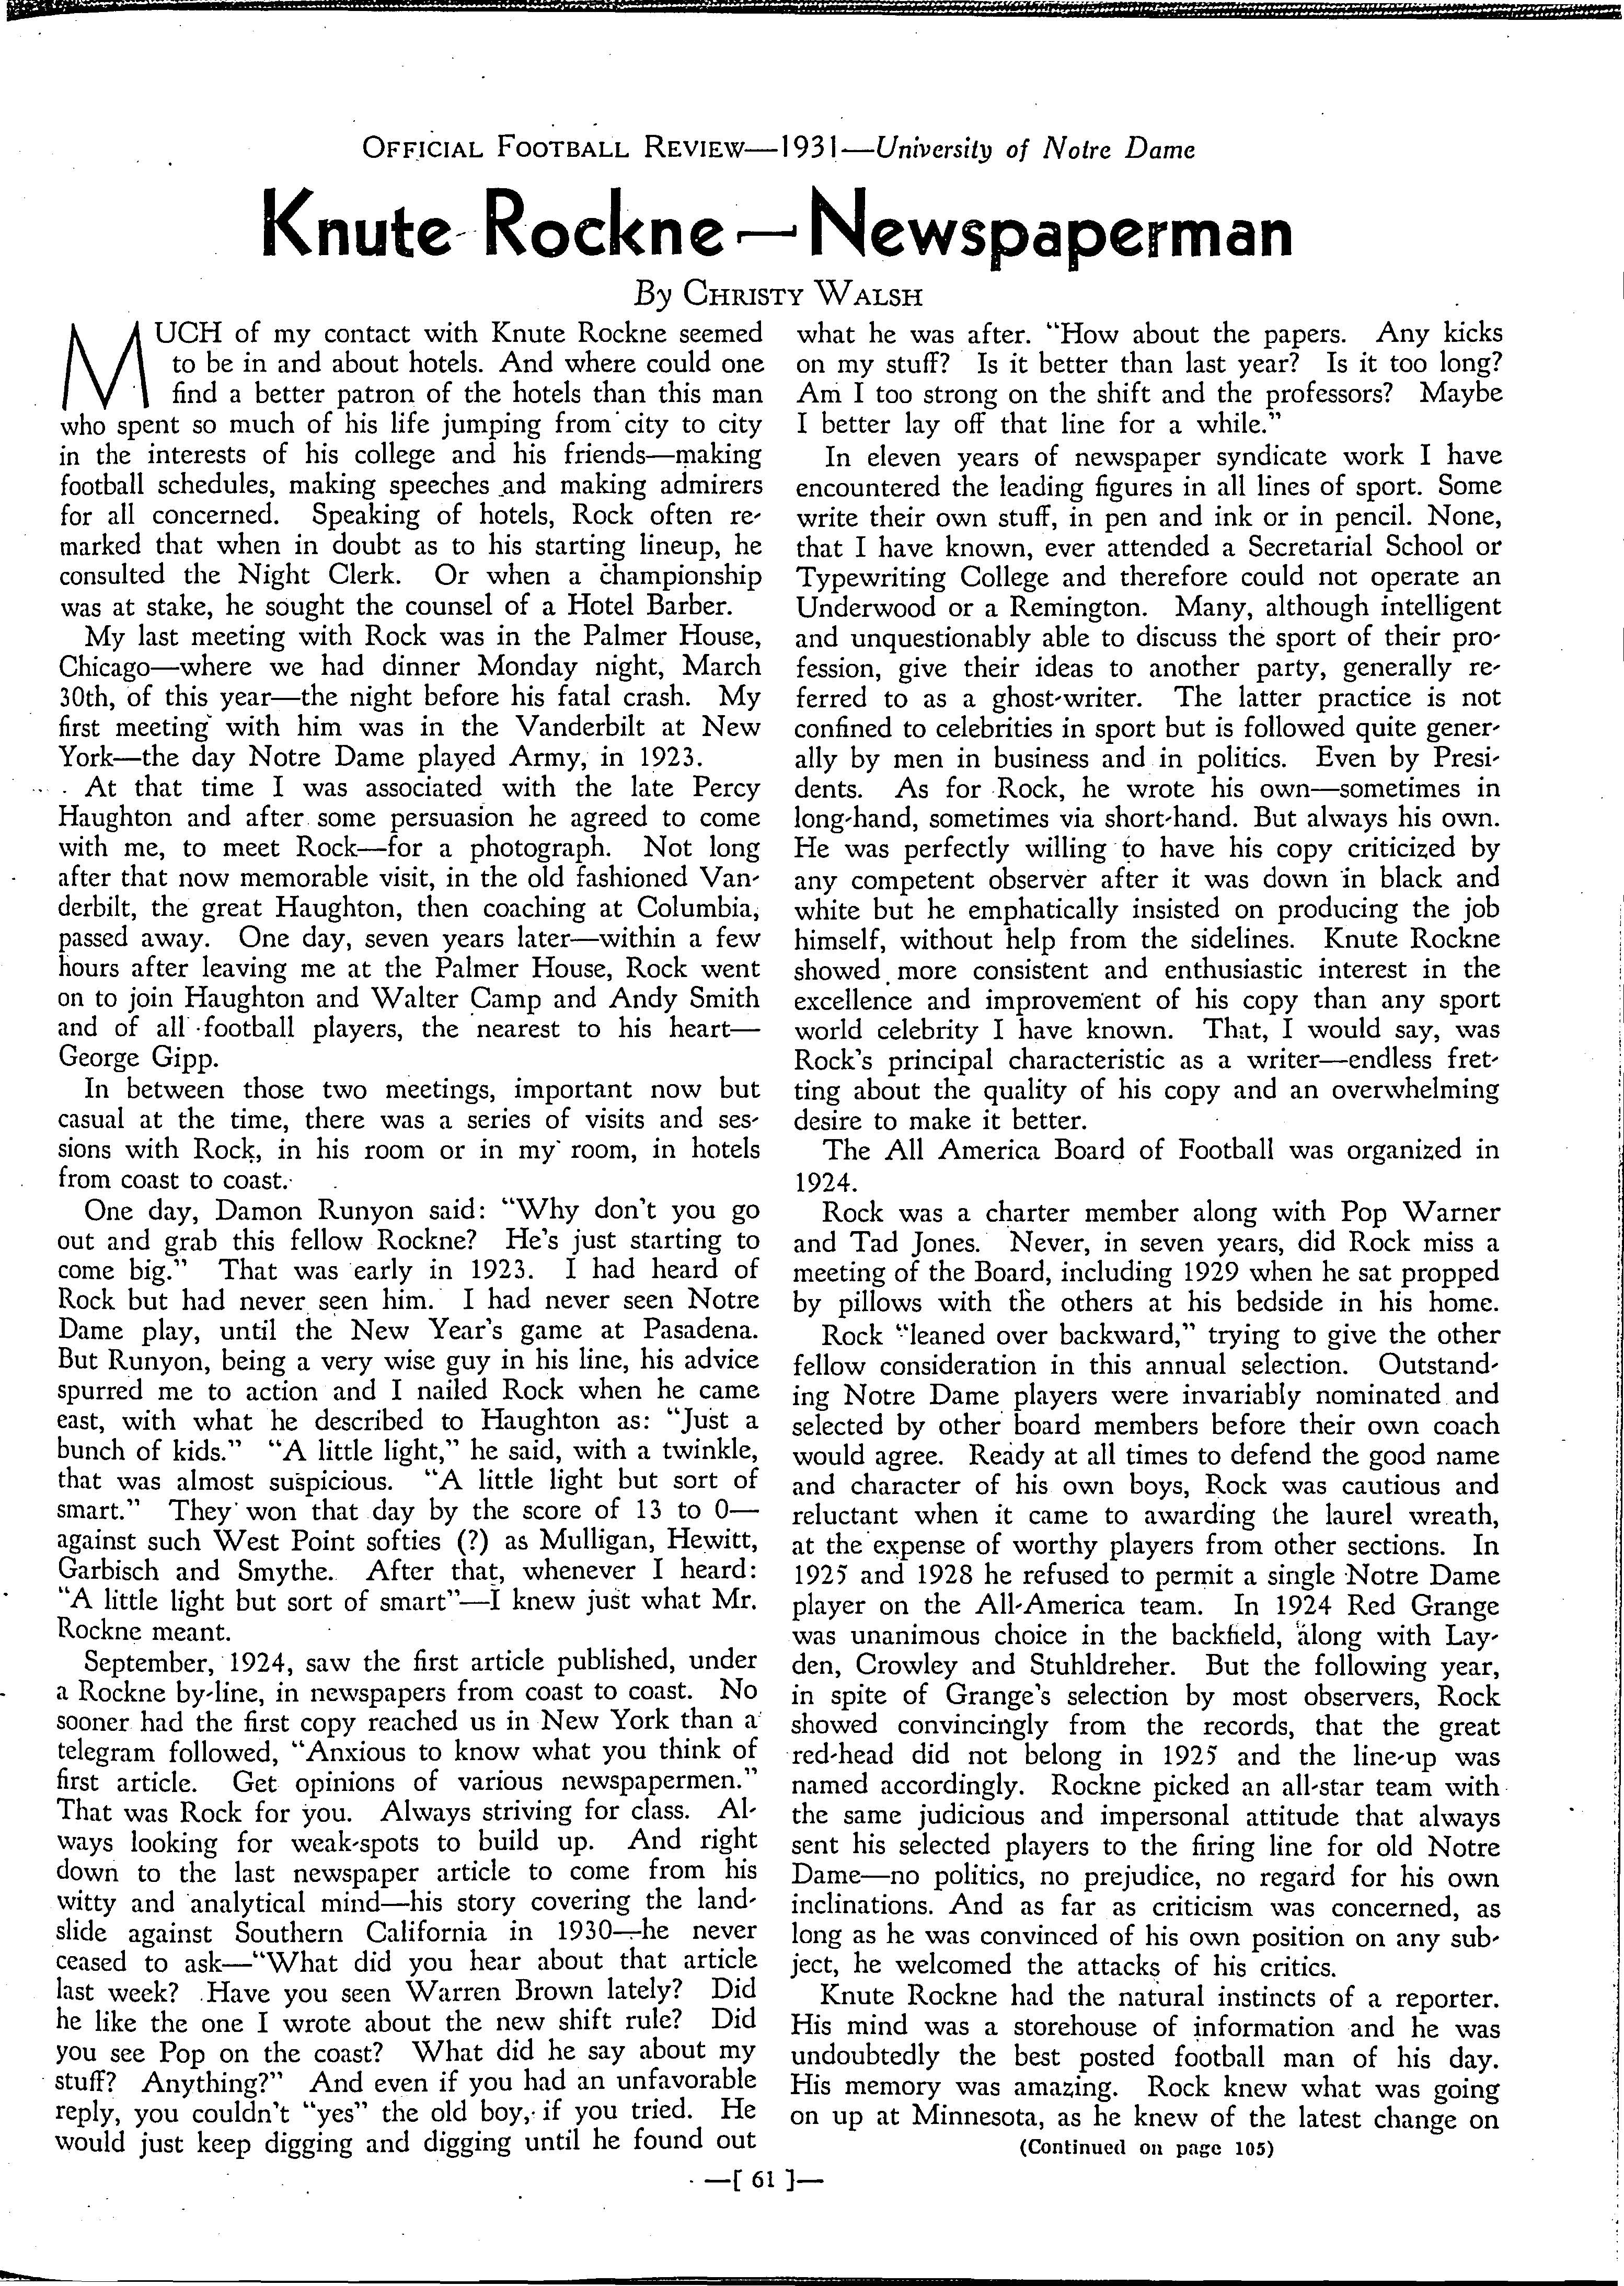 OFFICIAL FOOTBALL REVIEW—1931—University of Notre Dame
Knute Rockne—Newspaperman
By CHRISTY WALSH
MUCH of my contact with Knute Rockne seemed
to be in and about hotels. And where could one
find a better patron of the hotels than this man
who spent so much of his life jumping from city to city
in the interests of his college and his friends—making
football schedules, making speeches and making admirers
for all concerned. Speaking of hotels, Rock often re-
marked that when in doubt as to his starting lineup, he
consulted the Night Clerk. Or when a championship
was at stake, he sought the counsel of a Hotel Barber.
My last meeting with Rock was in the Palmer House,
Chicago—where we had dinner Monday night, March
30th, of this year—the night before his fatal crash. My
first meeting with him was in the Vanderbilt at New
York—the day Notre Dame played Army, in 1923.
At that time I was associated with the late Percy
Haughton and after some persuasion he agreed to come
with me, to meet Rock—for a photograph. Not long
after that now memorable visit, in the old fashioned Van-
derbilt, the great Haughton, then coaching at Columbia,
passed away. One day, seven years later—within a few
hours after leaving me at the Palmer House, Rock went
on to join Haughton and Walter Camp and Andy Smith
and of all football players, the nearest to his heart—
George Gipp.
In between those two meetings, important now but
casual at the time, there was a series of visits and ses-
sions with Rock, in his room or in my room, in hotels
from coast to coast.
One day, Damon Runyon said: "Why don't you go
out and grab this fellow Rockne? He's just starting to
come big." That was early in 1923. I had heard of
Rock but had never seen him. I had never seen Notre
Dame play, until the New Year's game at Pasadena.
But Runyon, being a very wise guy in his line, his advice
spurred me to action and I nailed Rock when he came
east, with what he described to Haughton as: "Just a
bunch of kids." "A little light," he said, with a twinkle,
that was almost suspicious. "A little light but sort of
smart." They won that day by the score of 13 to 0—
against such West Point softies (?) as Mulligan, Hewitt,
Garbisch and Smythe. After that, whenever I heard:
"A little light but sort of smart"—I knew just what Mr.
Rockne meant.
September, 1924, saw the first article published, under
a Rockne by-line, in newspapers from coast to coast. No
sooner had the first copy reached us in New York than a
telegram followed, "Anxious to know what you think of
first article. Get opinions of various newspapermen."
That was Rock for you. Always striving for class. Al-
ways looking for weak-spots to build up. And right
down to the last newspaper article to come from his
witty and analytical mind—his story covering the land-
slide against Southern California in 1930—he never
ceased to ask—"What did you hear about that article
last week? Have you seen Warren Brown lately? Did
he like the one I wrote about the new shift rule? Did
you see Pop on the coast? What did he say about my
stuff? Anything?" And even if you had an unfavorable
reply, you couldn't "yes" the old boy, if you tried. He
would just keep digging and digging until he found out
what he was after. "How about the papers. Any kicks
on my stuff? Is it better than last year? Is it too long?
Am I too strong on the shift and the professors? Maybe
I better lay off that line for a while."
In eleven years of newspaper syndicate work I have
encountered the leading figures in all lines of sport. Some
write their own stuff, in pen and ink or in pencil. None,
that I have known, ever attended a Secretarial School or
Typewriting College and therefore could not operate an
Underwood or a Remington. Many, although intelligent
and unquestionably able to discuss the sport of their pro-
fession, give their ideas to another party, generally re-
ferred to as a ghost-writer. The latter practice is not
confined to celebrities in sport but is followed quite gener-
ally by men in business and in politics. Even by Presi-
dents. As for Rock, he wrote his own—sometimes in
long-hand, sometimes via short-hand. But always his own.
He was perfectly willing to have his copy criticized by
any competent observer after it was down in black and
white but he emphatically insisted on producing the job
himself, without help from the sidelines. Knute Rockne
showed more consistent and enthusiastic interest in the
excellence and improvement of his copy than any sport
world celebrity I have known. That, I would say, was
Rock's principal characteristic as a writer—endless fret-
ting about the quality of his copy and an overwhelming
desire to make it better.
The All America Board of Football was organized in
1924.
Rock was a charter member along with Pop Warner
and Tad Jones. Never, in seven years, did Rock miss a
meeting of the Board, including 1929 when he sat propped
by pillows with the others at his bedside in his home.
Rock "leaned over backward," trying to give the other
fellow consideration in this annual selection. Outstand-
ing Notre Dame players were invariably nominated and
selected by other board members before their own coach
would agree. Ready at all times to defend the good name
and character of his own boys, Rock was cautious and
reluctant when it came to awarding the laurel wreath,
at the expense of worthy players from other sections. In
1925 and 1928 he refused to permit a single Notre Dame
player on the All-America team. In 1924 Red Grange
was unanimous choice in the backfield, along with Lay-
den, Crowley and Stuhldreher. But the following year,
in spite of Grange's selection by most observers, Rock
showed convincingly from the records, that the great
red-head did not belong in 1925 and the line-up was
named accordingly. Rockne picked an all-star team with
the same judicious and impersonal attitude that always
sent his selected players to the firing line for old Notre
Dame—no politics, no prejudice, no regard for his own
inclinations. And as far as criticism was concerned, as
long as he was convinced of his own position on any sub-
ject, he welcomed the attacks of his critics.
Knute Rockne had the natural instincts of a reporter.
His mind was a storehouse of information and he was
undoubtedly the best posted football man of his day.
His memory was amazing. Rock knew what was going
on up at Minnesota, as he knew of the latest change on
(Continued on page 105)
—[ 61 ]—